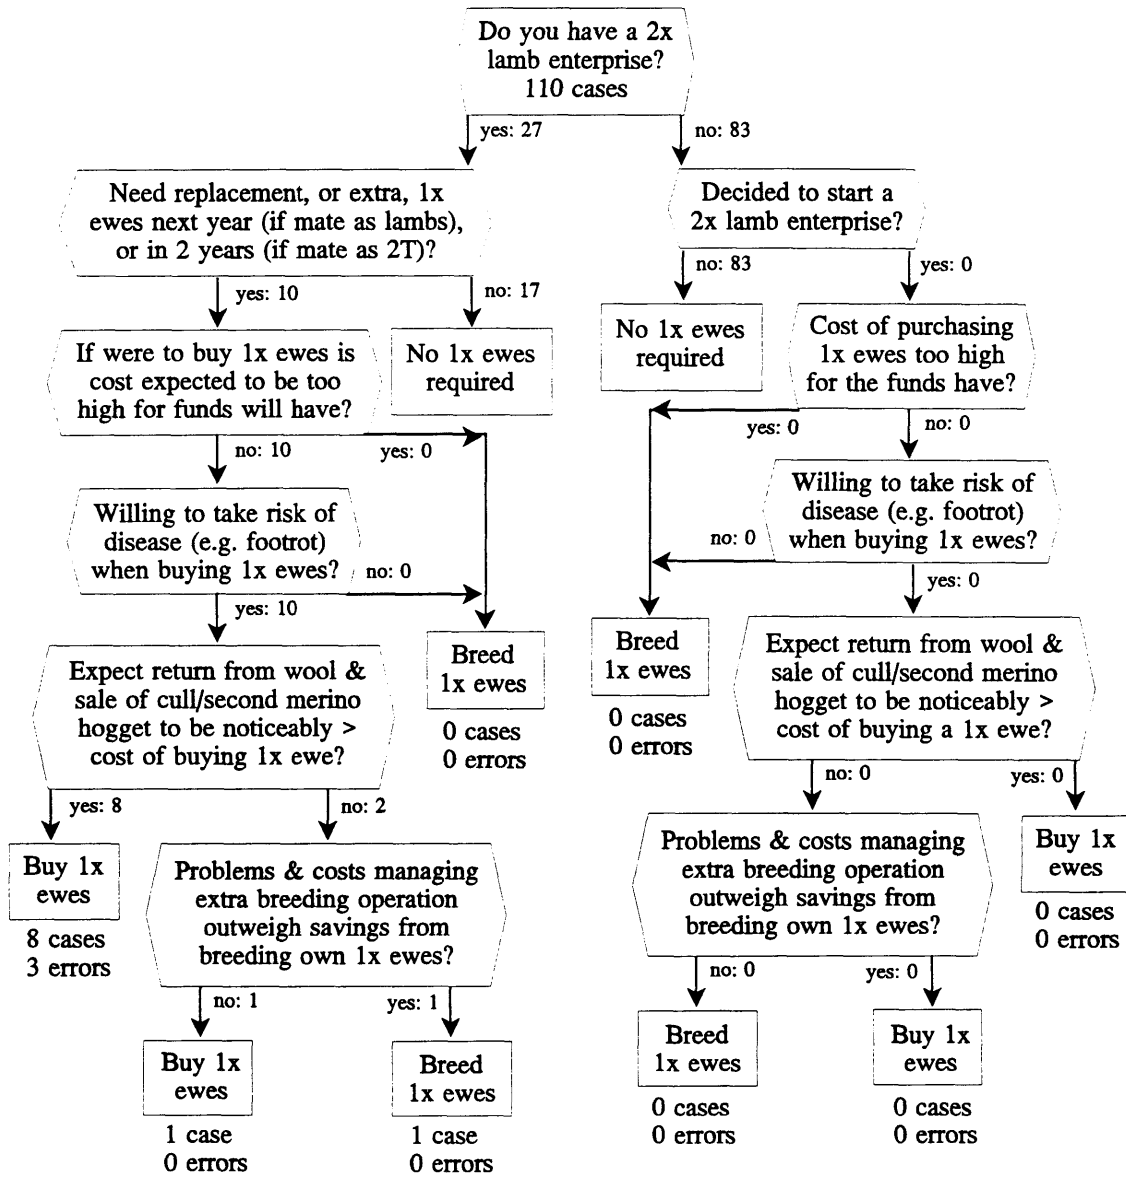 Do you have a 2x
lamb enterprise?
110 cases
yes: 27
no: 83
Need replacement, or extra, 1x
ewes next year (if mate as lambs),
or in 2 years (if mate as 2T)?
Decided to start a
2x lamb enterprise?
yes: 10
no: 17
no: 83
yes: 0
If were to buy 1x ewes is
cost expected to be too
high for funds will have?
No 1x ewes
required
No 1x ewes
required
Cost of purchasing
1x ewes too high
for the funds have?
no: 10
yes: 0
yes: 0
no: 0
Willing to take risk of
disease (e.g. footrot)
when buying 1x ewes?
no: 0
yes: 10
Willing to take risk of
disease (e.g. footrot)
when buying 1x ewes?
no: 0
yes: 0
Expect return from wool &
sale of cull/second merino
hogget to be noticeably >
cost of buying 1x ewe?
Breed
1x ewes
0 cases
0 errors
Breed
1x ewes
0 cases
0 errors
Expect return from wool &
sale of cull/second merino
hogget to be noticeably >
cost of buying a 1x ewe?
yes: 8
no: 2
no: 0
yes: 0
Buy 1x
ewes
8 cases
3 errors
Problems & costs managing
extra breeding operation
outweigh savings from
breeding own 1x ewes?
Problems & costs managing
extra breeding operation
outweigh savings from
breeding own 1x ewes?
Buy 1x
ewes
0 cases
0 errors
no: 1
yes: 1
no: 0
yes: 0
Buy 1x
ewes
1 case
0 errors
Breed
1x ewes
1 case
0 errors
Breed
1x ewes
0 cases
0 errors
Buy 1x
ewes
0 cases
0 errors